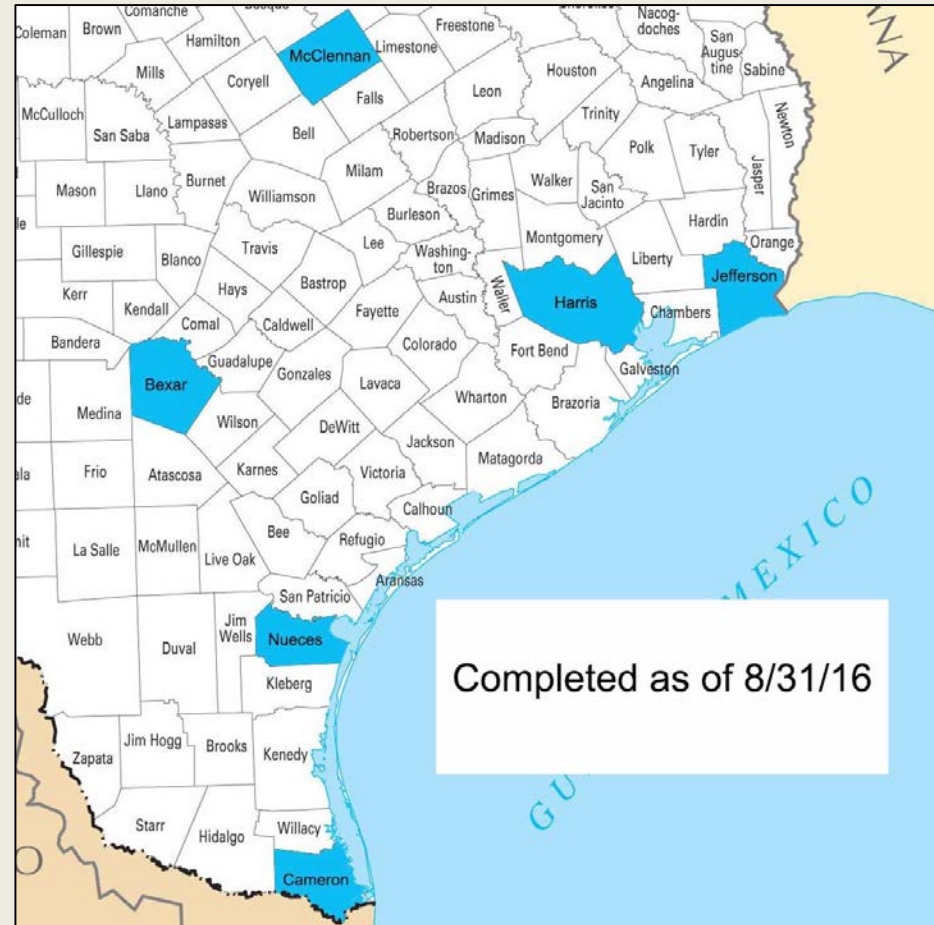 Comanche
Freestone
Nacog-
doches
Coleman
Brown
Hamilton
McClennan
Limestone
San
Augus-
tine
Sabine
Mills
Coryell
Falls
Leon
Houston
Angelina
Newton
McCulloch
San Saba
Lampasas
Bell
Robertson
Madison
Trinity
Polk
Tyler
Jasper
Mason
Llano
Burnet
Williamson
Milam
Brazos
Grimes
Walker
San
Jacinto
Burleson
Hardin
Gillespie
Blanco
Travis
Lee
Washing-
ton
Montgomery
Liberty
Orange
Kerr
Kendall
Hays
Bastrop
Fayette
Austin
Waller
Harris
Chambers
Jefferson
Bandera
Comal
Caldwell
Colorado
Fort Bend
Galveston
Bexar
Guadalupe
Gonzales
Lavaca
Wharton
Brazoria
de
Medina
Wilson
DeWitt
Jackson
Matagorda
ala
Frio
Atascosa
Karnes
Victoria
Goliad
Calhoun
nit
La Salle
McMullen
Live Oak
Bee
Refugio
Aransas
San Patricio
Webb
Duval
Jim
Wells
Nueces
Kleberg
Completed as of 8/31/16
Zapata
Jim Hogg
Brooks
Kenedy
Starr
Hidalgo
Willacy
Cameron
MEXICO
GU
O
ANA
le